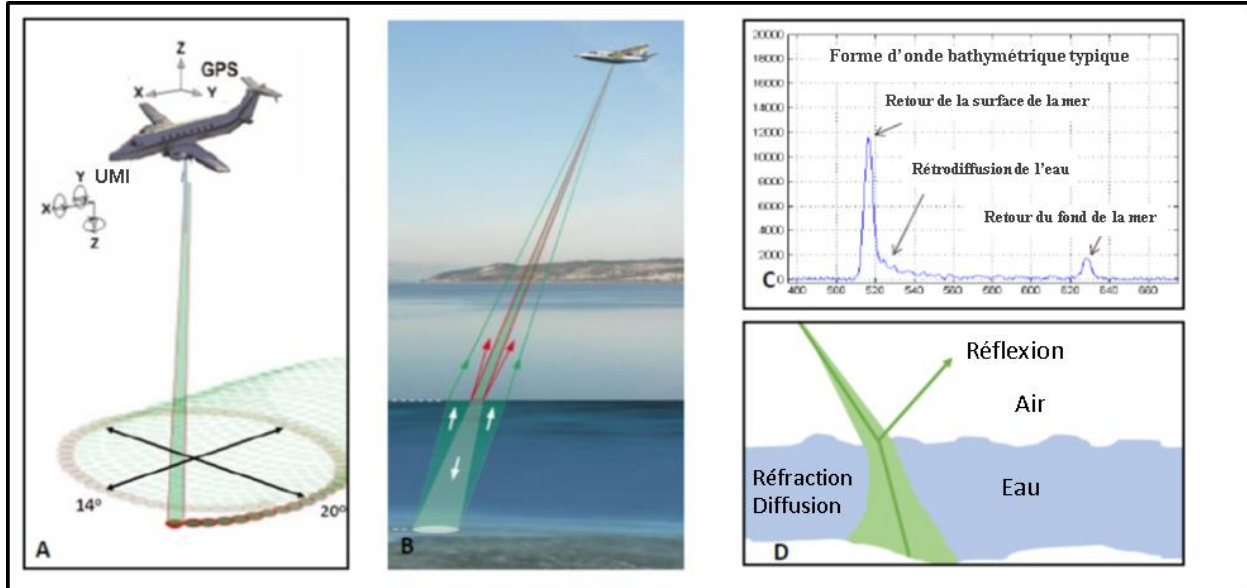 Z
GPS
X
Y
UMI
Y
X
Z
14°
20°
A
B
20000
18000
16000
14000
12000
10000
8000
6000
4000
2000
0
480 500 520 540 560 580 600 620 640 660
Forme d'onde bathymétrique typique
Retour de la surface de la mer
Rétrodiffusion de l'eau
Retour du fond de la mer
C
Réflexion
Air
Réfraction
Diffusion
Eau
D